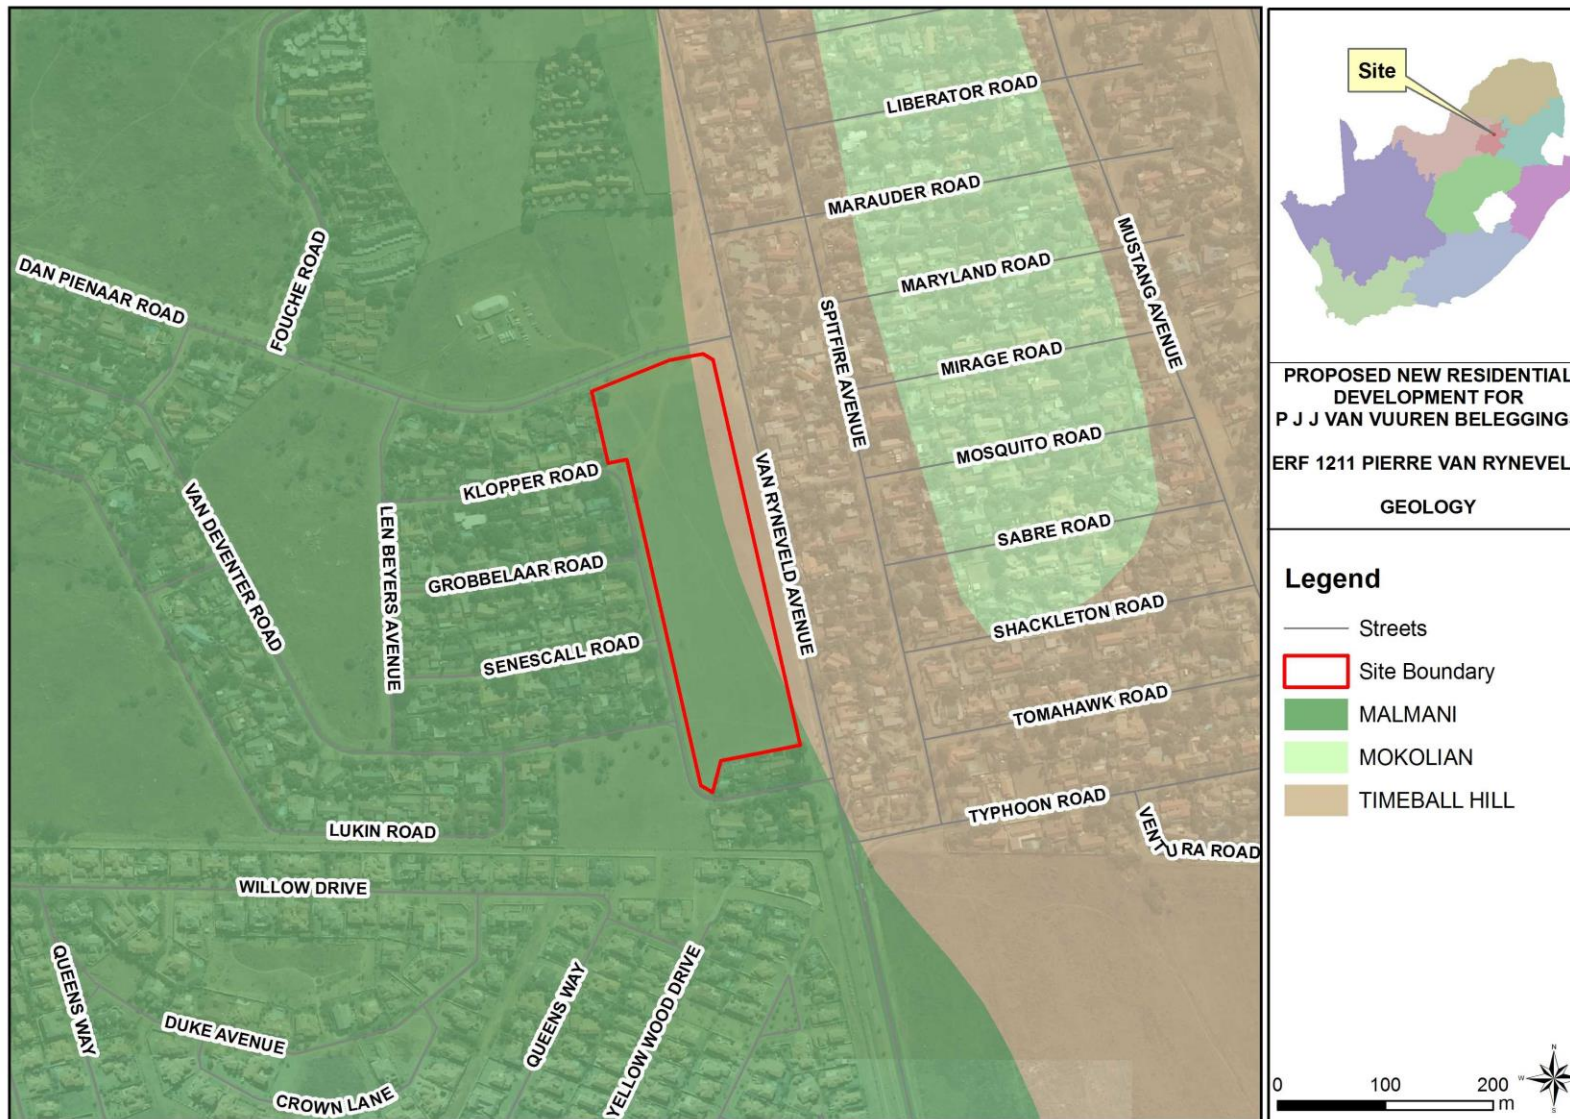 LIBERATOR ROAD
MARAUDER ROAD
MARYLAND ROAD
MUSTANG AVENUE
DAN PIENAAR ROAD
FOUCHE ROAD
SPITFIRE AVENUE
MIRAGE ROAD
MOSQUITO ROAD
KLOPPER ROAD
VAN RYNEVELD AVENUE
VAN DEVENTER ROAD
LEN BEYERS AVENUE
SABRE ROAD
GROBBELAAR ROAD
SHACKLETON ROAD
SENESCALL ROAD
TOMAHAWK ROAD
TYPHOON ROAD
VENTURA ROAD
LUKIN ROAD
WILLOW DRIVE
QUEENS WAY
QUEENS WAY
YELLOW WOOD DRIVE
DUKE AVENUE
CROWN LANE
Site
PROPOSED NEW RESIDENTIAL
DEVELOPMENT FOR
P J J VAN VUUREN BELEGGING
ERF 1211 PIERRE VAN RYNEVEL
GEOLOGY
Legend
Streets
Site Boundary
MALMANI
MOKOLIAN
TIMEBALL HILL
0 100 200
m
N
W
S